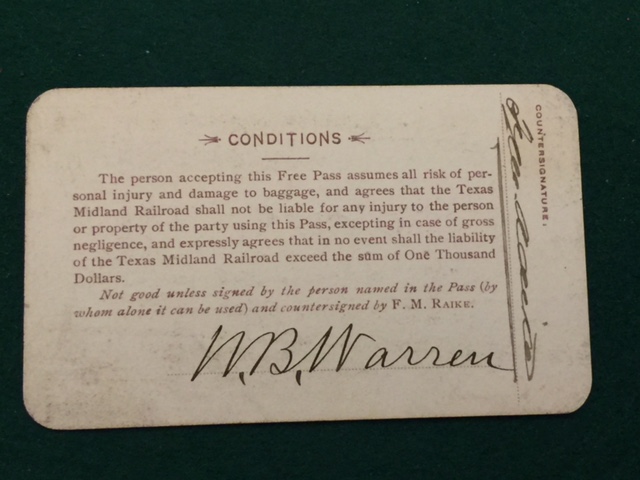 CONDITIONS
The person accepting this Free Pass assumes all risk of per-
sonal injury and damage to baggage, and agrees that the Texas
Midland Railroad shall not be liable for any injury to the person
or property of the party using this Pass, excepting in case of gross
negligence, and expressly agrees that in no event shall the liability
of the Texas Midland Railroad exceed the sum of One Thousand
Dollars.
Not good unless signed by the person named in the Pass (by
whom alone it can be used) and countersigned by F. M. RAIKE.
W.B. Warren
COUNTERSIGNATURE: